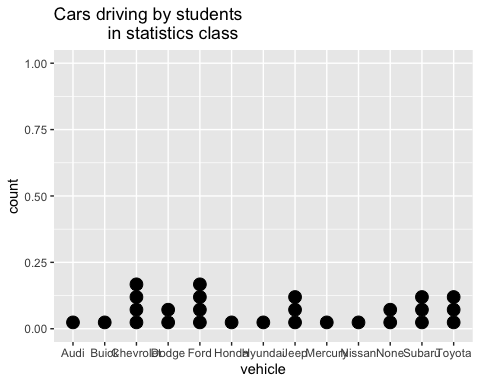 Cars driving by students
in statistics class
1.00
0.75
0.50
0.25
0.00
count
Audi Buick Chevrolet Dodge Ford Honda Hyundai Jeep Mercury Nissan None Subaru Toyota
vehicle